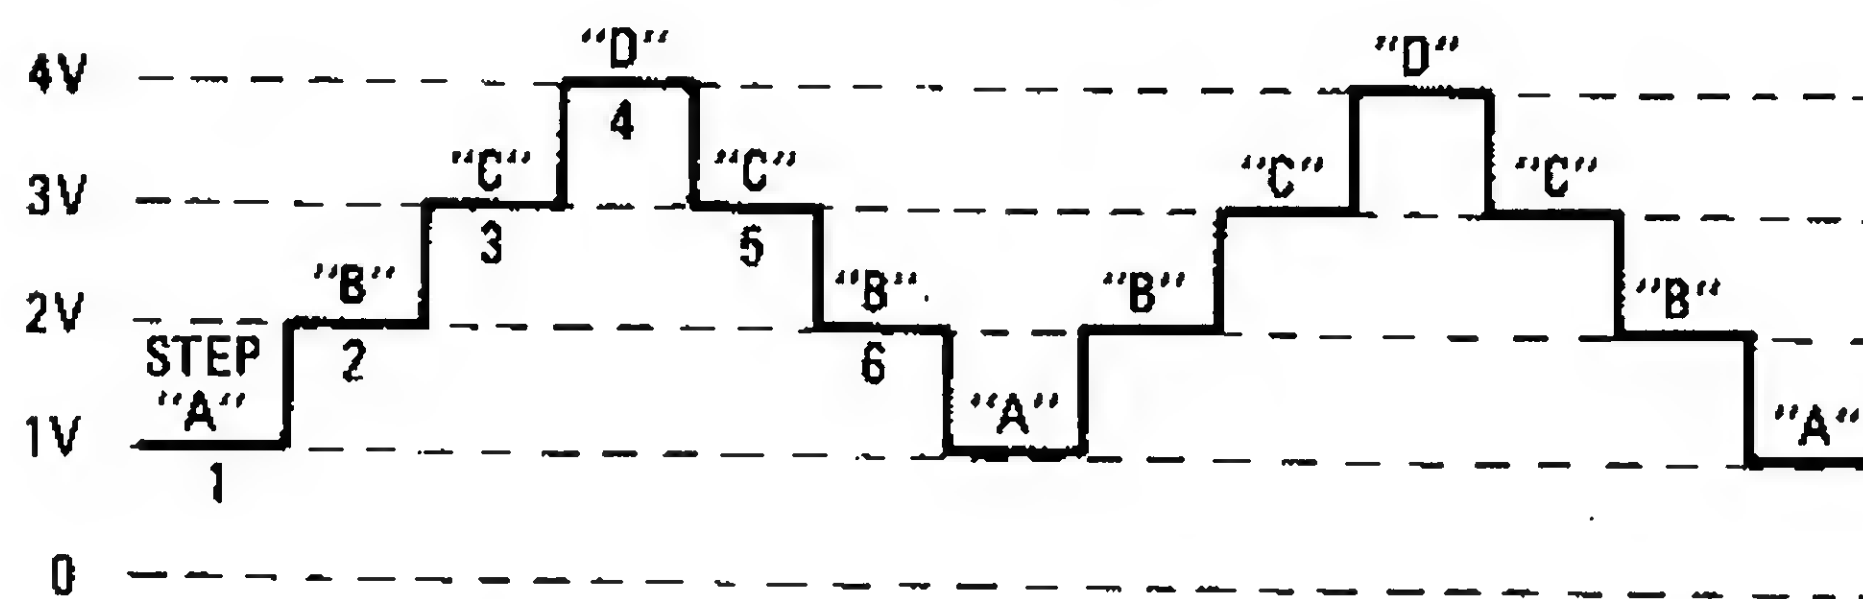 "D" "D"
4V
4
"C" "C" "C" "C"
3V
3 5
"B" "B" "B" "B"
2V
STEP 2 6
"A" "A" "A"
1V
1
0